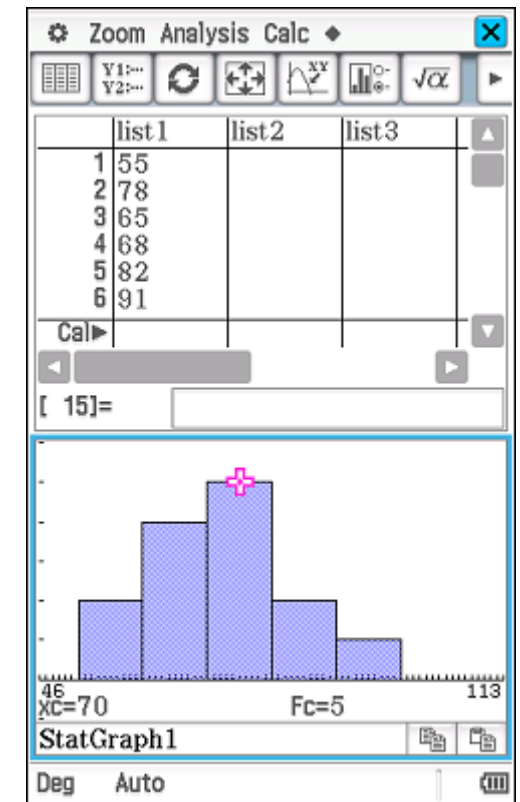 Zoom Analysis Calc
Y1:···
Y2:···
XY
√α
list1 list2 list3
1 55
2 78
3 65
4 68
5 82
6 91
Cal▶
[ 15]=
46 113
xc=70 Fc=5
StatGraph1
Deg Auto